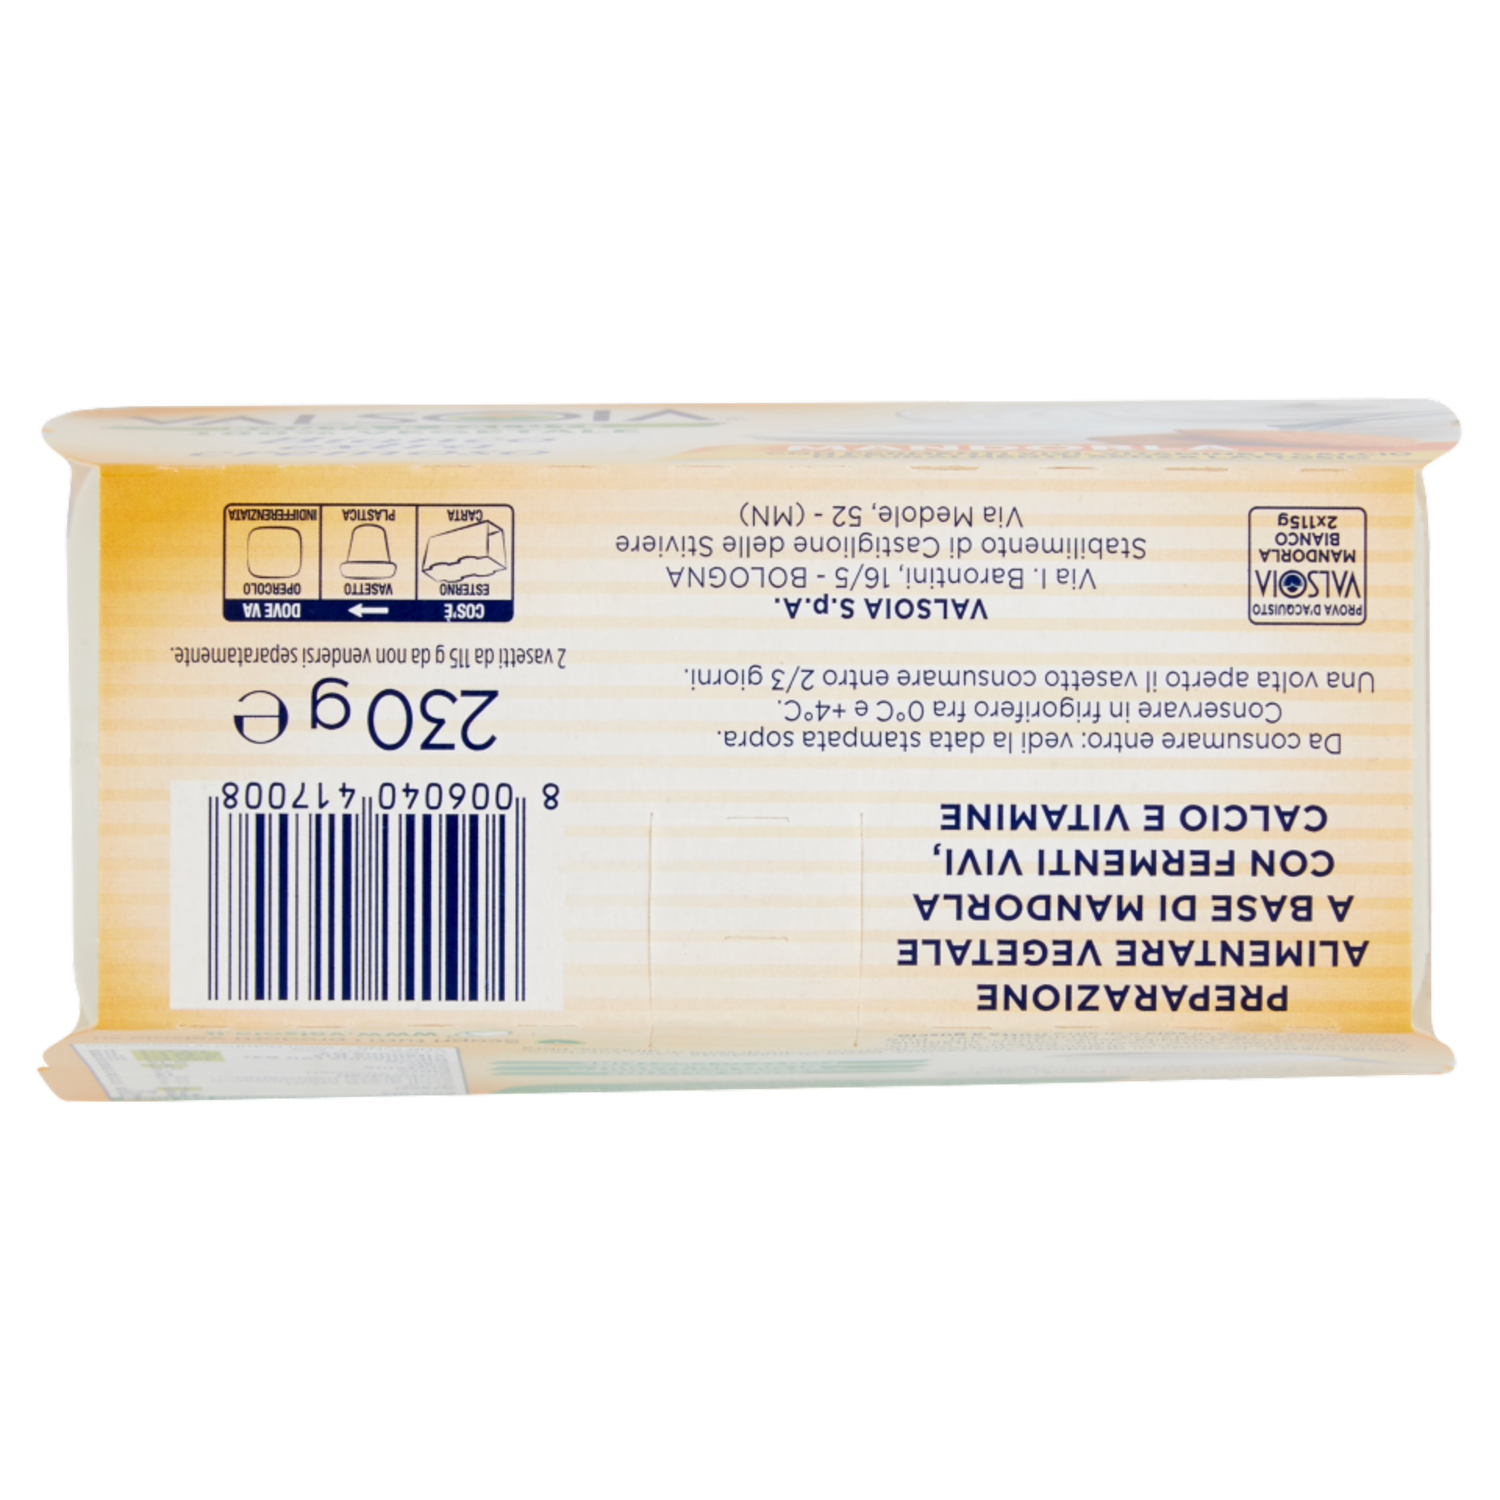 PREPARAZIONE
ALIMENTARE VEGETALE
A BASE DI MANDORLA
CON FERMENTI VIVI,
CALCIO E VITAMINE
Da consumare entro: vedi la data stampata sopra.
Conservare in frigorifero fra 0°C e +4°C.
Una volta aperto il vasetto consumare entro 2/3 giorni.
VALSOIA S.p.A.
Via I. Barontini, 16/5 - BOLOGNA
Stabilimento di Castiglione delle Stiviere
Via Medole, 52 - (MN)
PROVA D'ACQUISTO
VALSOIA
MANDORLA
BIANCO
2x115g
8 006040 417008
230 g e
2 vasetti da 115 g da non vendersi separatamente.
COS'È DOVE VA
ESTERNO VASETTO OPERCOLO
CARTA PLASTICA INDIFFERENZIATA
VALSOIA
Bianco
cremoso
MANDORLA